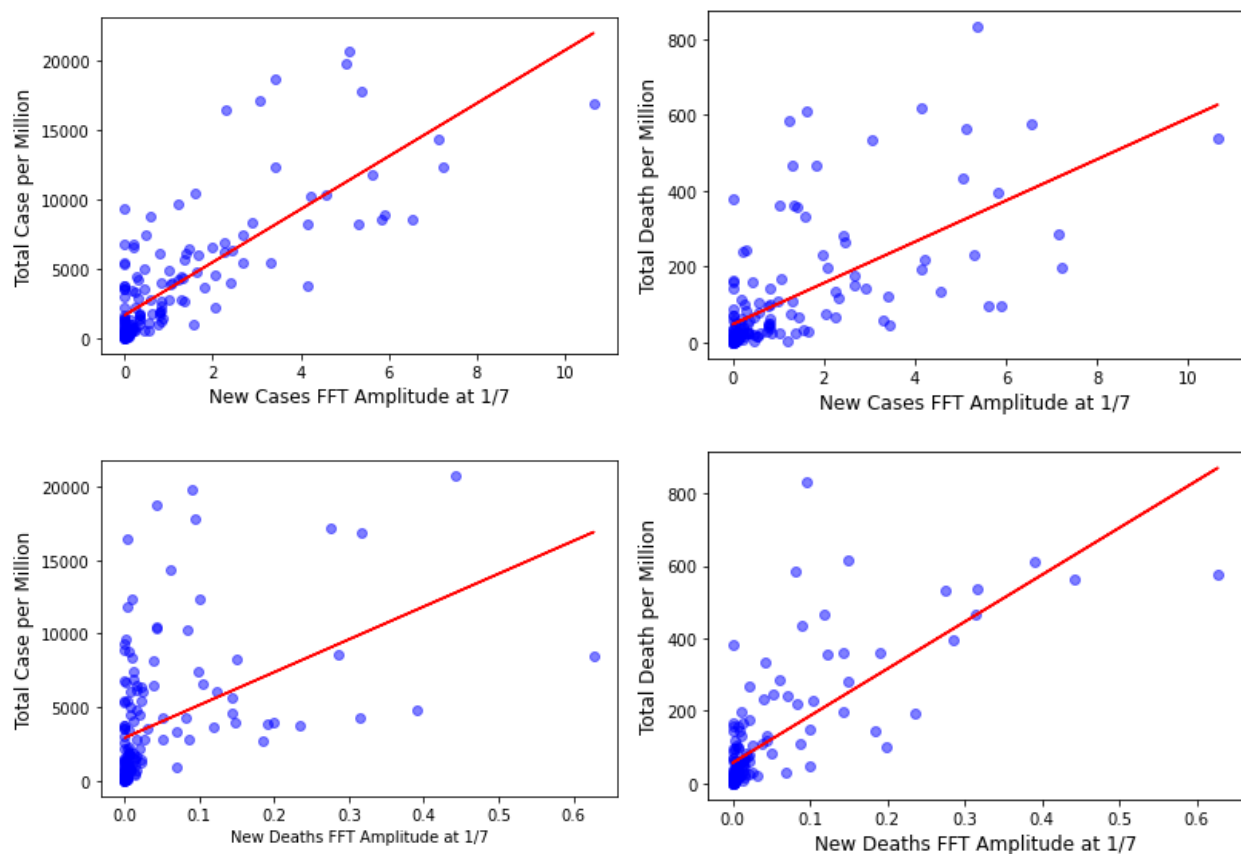 Total Case per Million
20000
15000
10000
5000
0
0 2 4 6 8 10
New Cases FFT Amplitude at 1/7
Total Death per Million
800
600
400
200
0
0 2 4 6 8 10
New Cases FFT Amplitude at 1/7
Total Case per Million
20000
15000
10000
5000
0
0.0 0.1 0.2 0.3 0.4 0.5 0.6
New Deaths FFT Amplitude at 1/7
Total Death per Million
800
600
400
200
0
0.0 0.1 0.2 0.3 0.4 0.5 0.6
New Deaths FFT Amplitude at 1/7